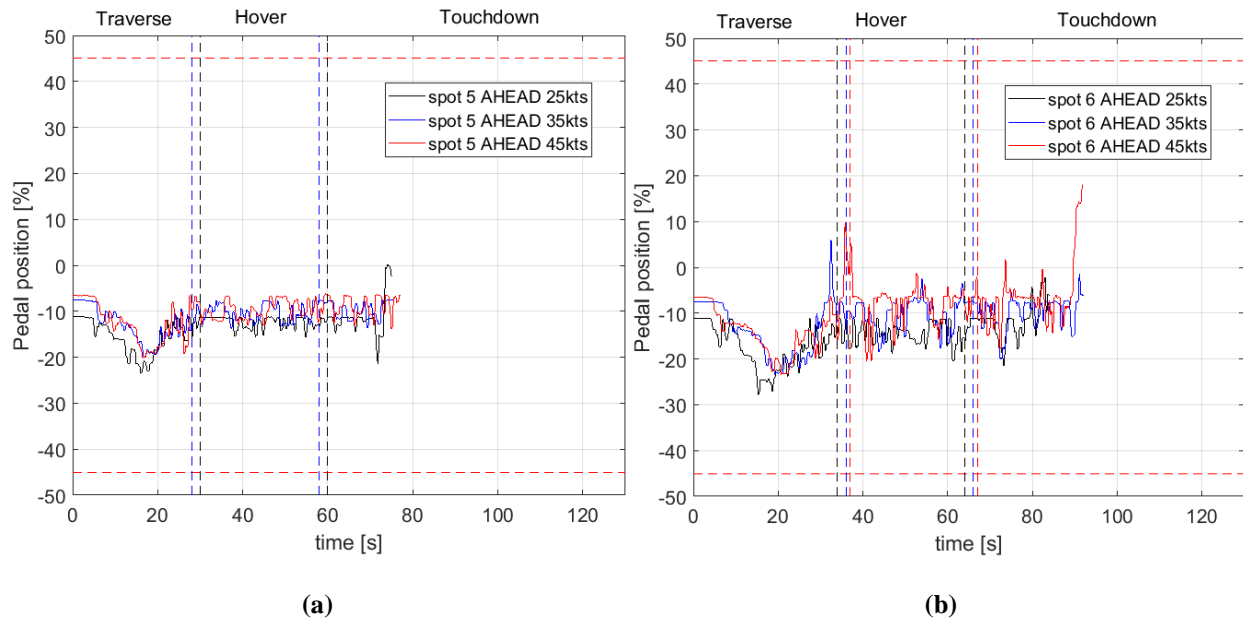 Traverse Hover Touchdown
50
40
30
20
10
0
-10
-20
-30
-40
-50
Pedal position [%]
spot 5 AHEAD 25kts
spot 5 AHEAD 35kts
spot 5 AHEAD 45kts
0 20 40 60 80 100 120
time [s]
(a)
Traverse Hover Touchdown
50
40
30
20
10
0
-10
-20
-30
-40
-50
Pedal position [%]
spot 6 AHEAD 25kts
spot 6 AHEAD 35kts
spot 6 AHEAD 45kts
0 20 40 60 80 100 120
time [s]
(b)